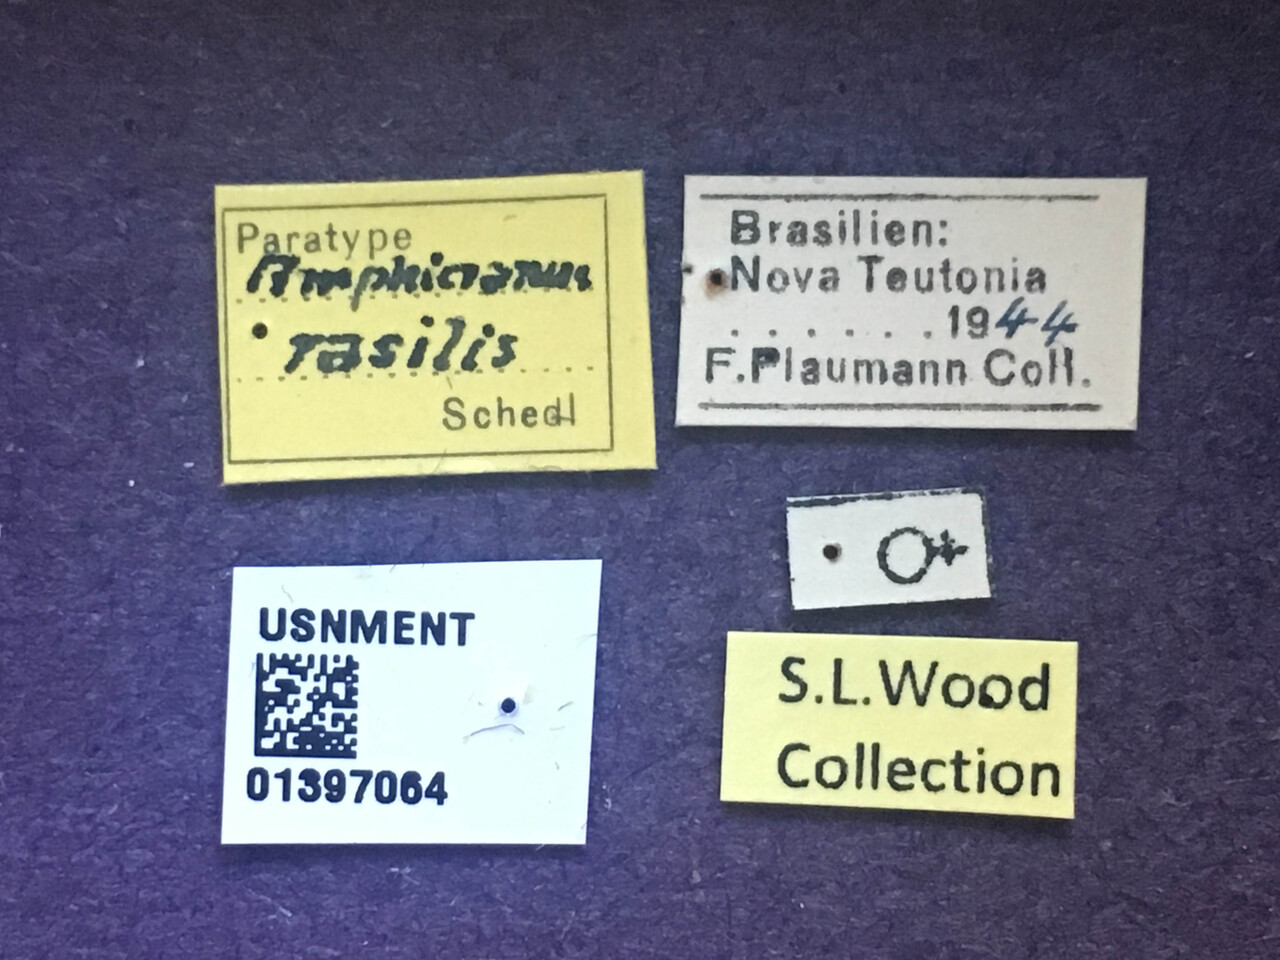 Paratype
Amphicranus
rasilis
Schedl
Brasilien:
Nova Teutonia
. . . . . . . 1944
F.Plaumann Coll.
♀
USNMENT
01397064
S.L.Wood
Collection